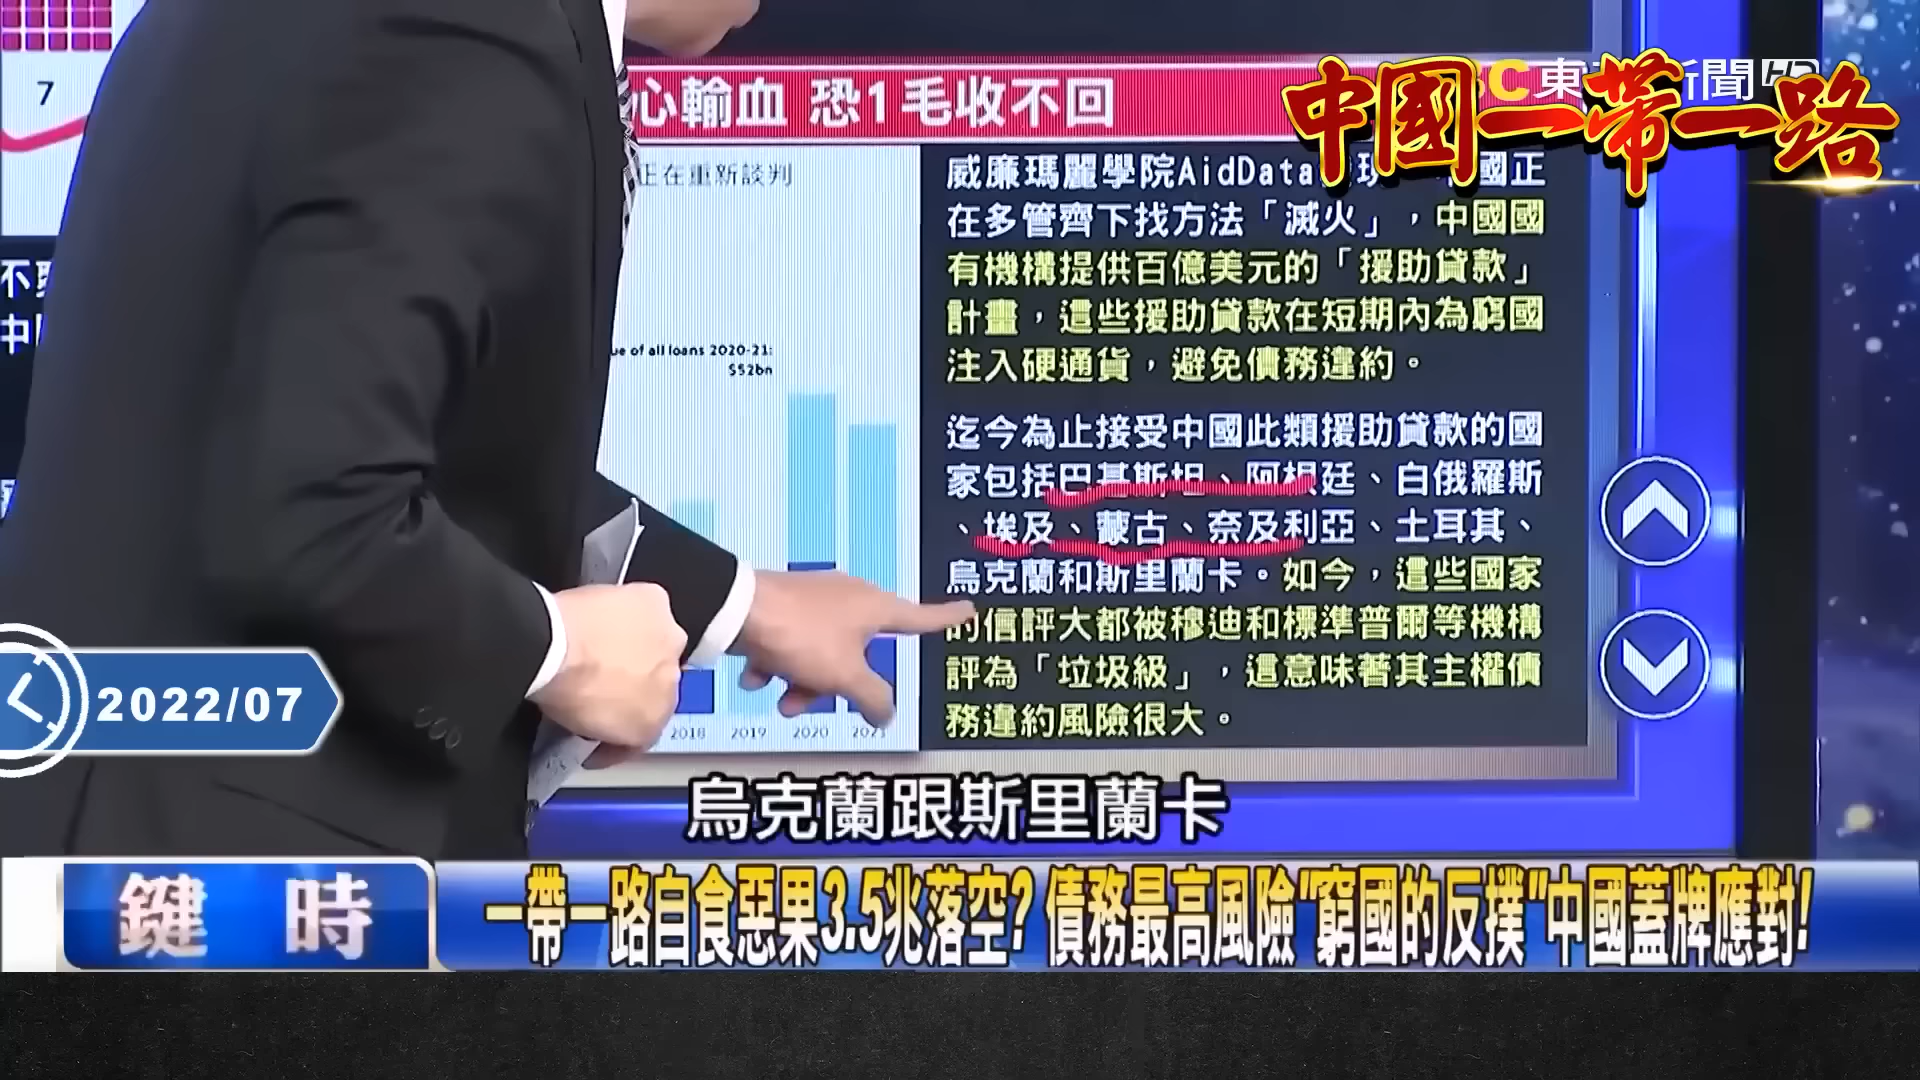 中國一帶一路
東 新聞
7
心輸血 恐1毛收不回
正在重新談判
威廉瑪麗學院AidData 現 國正
在多管齊下找方法「滅火」，中國國
有機構提供百億美元的「援助貸款」
計畫，這些援助貸款在短期內為窮國
注入硬通貨，避免債務違約。
of all loans 2020-21:
$52bn
迄今為止接受中國此類援助貸款的國
家包括巴基斯坦、阿根廷、白俄羅斯
、埃及、蒙古、奈及利亞、土耳其、
烏克蘭和斯里蘭卡。如今，這些國家
的信評大都被穆迪和標準普爾等機構
評為「垃圾級」，這意味著其主權債
務違約風險很大。
2018 2019 2020 2021
2022/07
烏克蘭跟斯里蘭卡
鍵 時
一帶一路自食惡果3.5兆落空？債務最高風險"窮國的反撲"中國蓋牌應對！